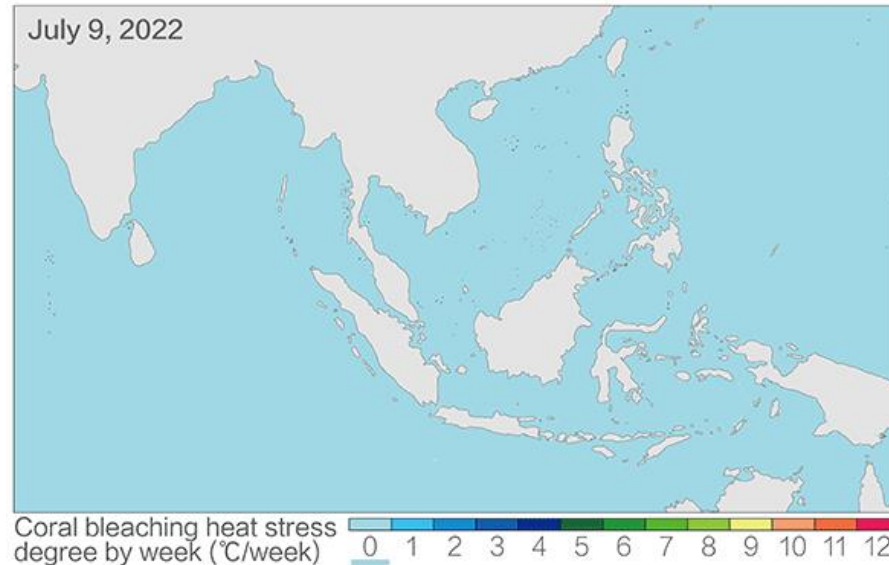 July 9, 2022
Coral bleaching heat stress
degree by week (℃/week)
0 1 2 3 4 5 6 7 8 9 10 11 12